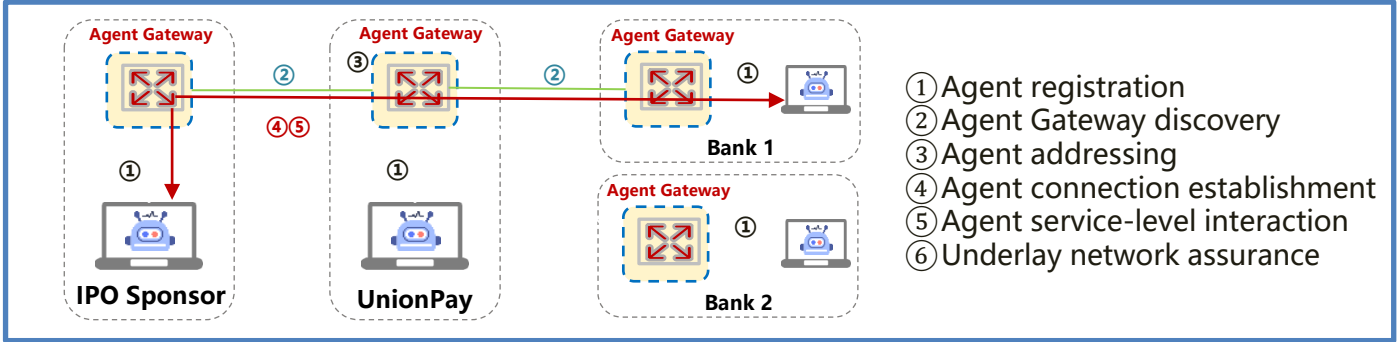 Agent Gateway
Agent Gateway
Agent Gateway
②
③
②
①
④⑤
Bank 1
①
①
Agent Gateway
①
IPO Sponsor
UnionPay
Bank 2
①Agent registration
②Agent Gateway discovery
③Agent addressing
④Agent connection establishment
⑤Agent service-level interaction
⑥Underlay network assurance